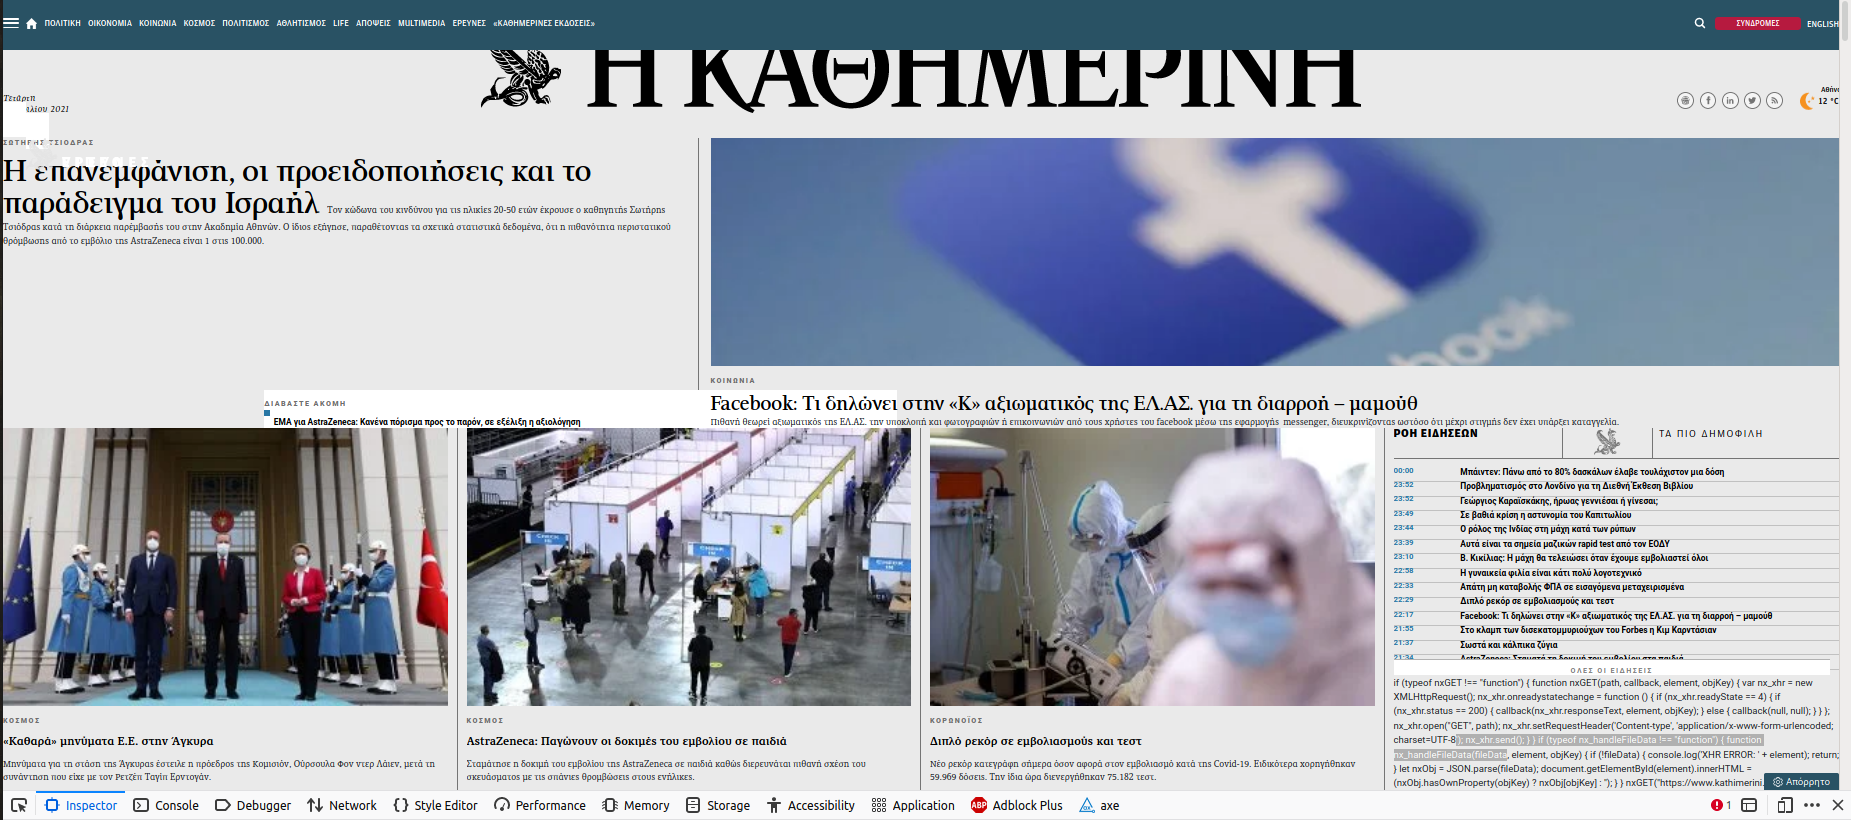 ΠΟΛΙΤΙΚΗ ΟΙΚΟΝΟΜΙΑ ΚΟΙΝΩΝΙΑ ΚΟΣΜΟΣ ΠΟΛΙΤΙΣΜΟΣ ΑΘΛΗΤΙΣΜΟΣ LIFE ΑΠΟΨΕΙΣ MULTIMEDIA ΕΡΕΥΝΕΣ «ΚΑΘΗΜΕΡΙΝΕΣ ΕΚΔΟΣΕΙΣ» ΣΥΝΔΡΟΜΕΣ ENGLISH
Η ΚΑΘΗΜΕΡΙΝΗ
Τετάρτη
λίου 2021
Αθήνα
12 °C
ΣΩΤΗΡΗΣ ΤΣΙΟΔΡΑΣ
Η επανεμφάνιση, οι προειδοποιήσεις και το
παράδειγμα του Ισραήλ Τον κώδωνα του κινδύνου για τις ηλικίες 20-50 ετών έκρουσε ο καθηγητής Σωτήρης
Τσιόδρας κατά τη διάρκεια παρέμβασής του στην Ακαδημία Αθηνών. Ο ίδιος εξήγησε, παραθέτοντας τα σχετικά στατιστικά δεδομένα, ότι η πιθανότητα περιστατικού
θρόμβωσης από το εμβόλιο της AstraZeneca είναι 1 στις 100.000.
ΔΙΑΒΑΣΤΕ ΑΚΟΜΗ
EMA για AstraZeneca: Κανένα πόρισμα προς το παρόν, σε εξέλιξη η αξιολόγηση
book
ΚΟΙΝΩΝΙΑ
Facebook: Τι δηλώνει στην «Κ» αξιωματικός της ΕΛ.ΑΣ. για τη διαρροή – μαμούθ
Πιθανή θεωρεί αξιωματικός της ΕΛ.ΑΣ. την υποκλοπή και φωτογραφιών ή επικοινωνιών από τους χρήστες του facebook μέσω της εφαρμογής messenger, διευκρινίζοντας ωστόσο ότι μέχρι στιγμής δεν έχει υπάρξει καταγγελία.
CHECK IN
CHECK IN
CHECK IN
ΚΟΣΜΟΣ
«Καθαρά» μηνύματα Ε.Ε. στην Άγκυρα
Μηνύματα για τη στάση της Άγκυρας έστειλε η πρόεδρος της Κομισιόν, Ούρσουλα Φον ντερ Λάιεν, μετά τη
συνάντηση που είχε με τον Ρετζέπ Ταγίπ Ερντογάν.
ΚΟΣΜΟΣ
AstraZeneca: Παγώνουν οι δοκιμές του εμβολίου σε παιδιά
Σταμάτησε η δοκιμή του εμβολίου της AstraZeneca σε παιδιά καθώς διερευνάται πιθανή σχέση του
σκευάσματος με τις σπάνιες θρομβώσεις στους ενήλικες.
ΚΟΡΩΝΟΪΟΣ
Διπλό ρεκόρ σε εμβολιασμούς και τεστ
Νέο ρεκόρ κατεγράφη σήμερα όσον αφορά στον εμβολιασμό κατά της Covid-19. Ειδικότερα χορηγήθηκαν
59.969 δόσεις. Την ίδια ώρα διενεργήθηκαν 75.182 τεστ.
ΡΟΗ ΕΙΔΗΣΕΩΝ ΤΑ ΠΙΟ ΔΗΜΟΦΙΛΗ
00:00 Μπάιντεν: Πάνω από το 80% δασκάλων έλαβε τουλάχιστον μια δόση
23:52 Προβληματισμός στο Λονδίνο για τη Διεθνή Έκθεση Βιβλίου
23:52 Γεώργιος Καραϊσκάκης, ήρωας γεννιέσαι ή γίνεσαι;
23:49 Σε βαθιά κρίση η αστυνομία του Καπιτωλίου
23:44 Ο ρόλος της Ινδίας στη μάχη κατά των ρύπων
23:39 Αυτά είναι τα σημεία μαζικών rapid test από τον ΕΟΔΥ
23:10 Β. Κικίλιας: Η μάχη θα τελειώσει όταν έχουμε εμβολιαστεί όλοι
22:58 Η γυναικεία φιλία είναι κάτι πολύ λογοτεχνικό
22:33 Απάτη μη καταβολής ΦΠΑ σε εισαγόμενα μεταχειρισμένα
22:29 Διπλό ρεκόρ σε εμβολιασμούς και τεστ
22:17 Facebook: Τι δηλώνει στην «Κ» αξιωματικός της ΕΛ.ΑΣ. για τη διαρροή – μαμούθ
21:55 Στο κλαμπ των δισεκατομμυριούχων του Forbes η Κιμ Καρντάσιαν
21:37 Σωστά και κάλπικα ζύγια
21:34 AstraZeneca: Σταματά τη δοκιμή του εμβολίου στα παιδιά
ΟΛΕΣ ΟΙ ΕΙΔΗΣΕΙΣ
if (typeof nxGET !== "function") { function nxGET(path, callback, element, objKey) { var nx_xhr = new
XMLHttpRequest(); nx_xhr.onreadystatechange = function () { if (nx_xhr.readyState == 4) { if
(nx_xhr.status == 200) { callback(nx_xhr.responseText, element, objKey); } else { callback(null, null); } } };
nx_xhr.open("GET", path); nx_xhr.setRequestHeader('Content-type', 'application/x-www-form-urlencoded;
charset=UTF-8'); nx_xhr.send(); } } if (typeof nx_handleFileData !== "function") { function
nx_handleFileData(fileData, element, objKey) { if (!fileData) { console.log('XHR ERROR: ' + element); return;
} let nxObj = JSON.parse(fileData); document.getElementById(element).innerHTML =
(nxObj.hasOwnProperty(objKey) ? nxObj[objKey] : ''); } } nxGET("https://www.kathimerini.
Απόρρητο
Inspector Console Debugger Network Style Editor Performance Memory Storage Accessibility Application Adblock Plus axe 1